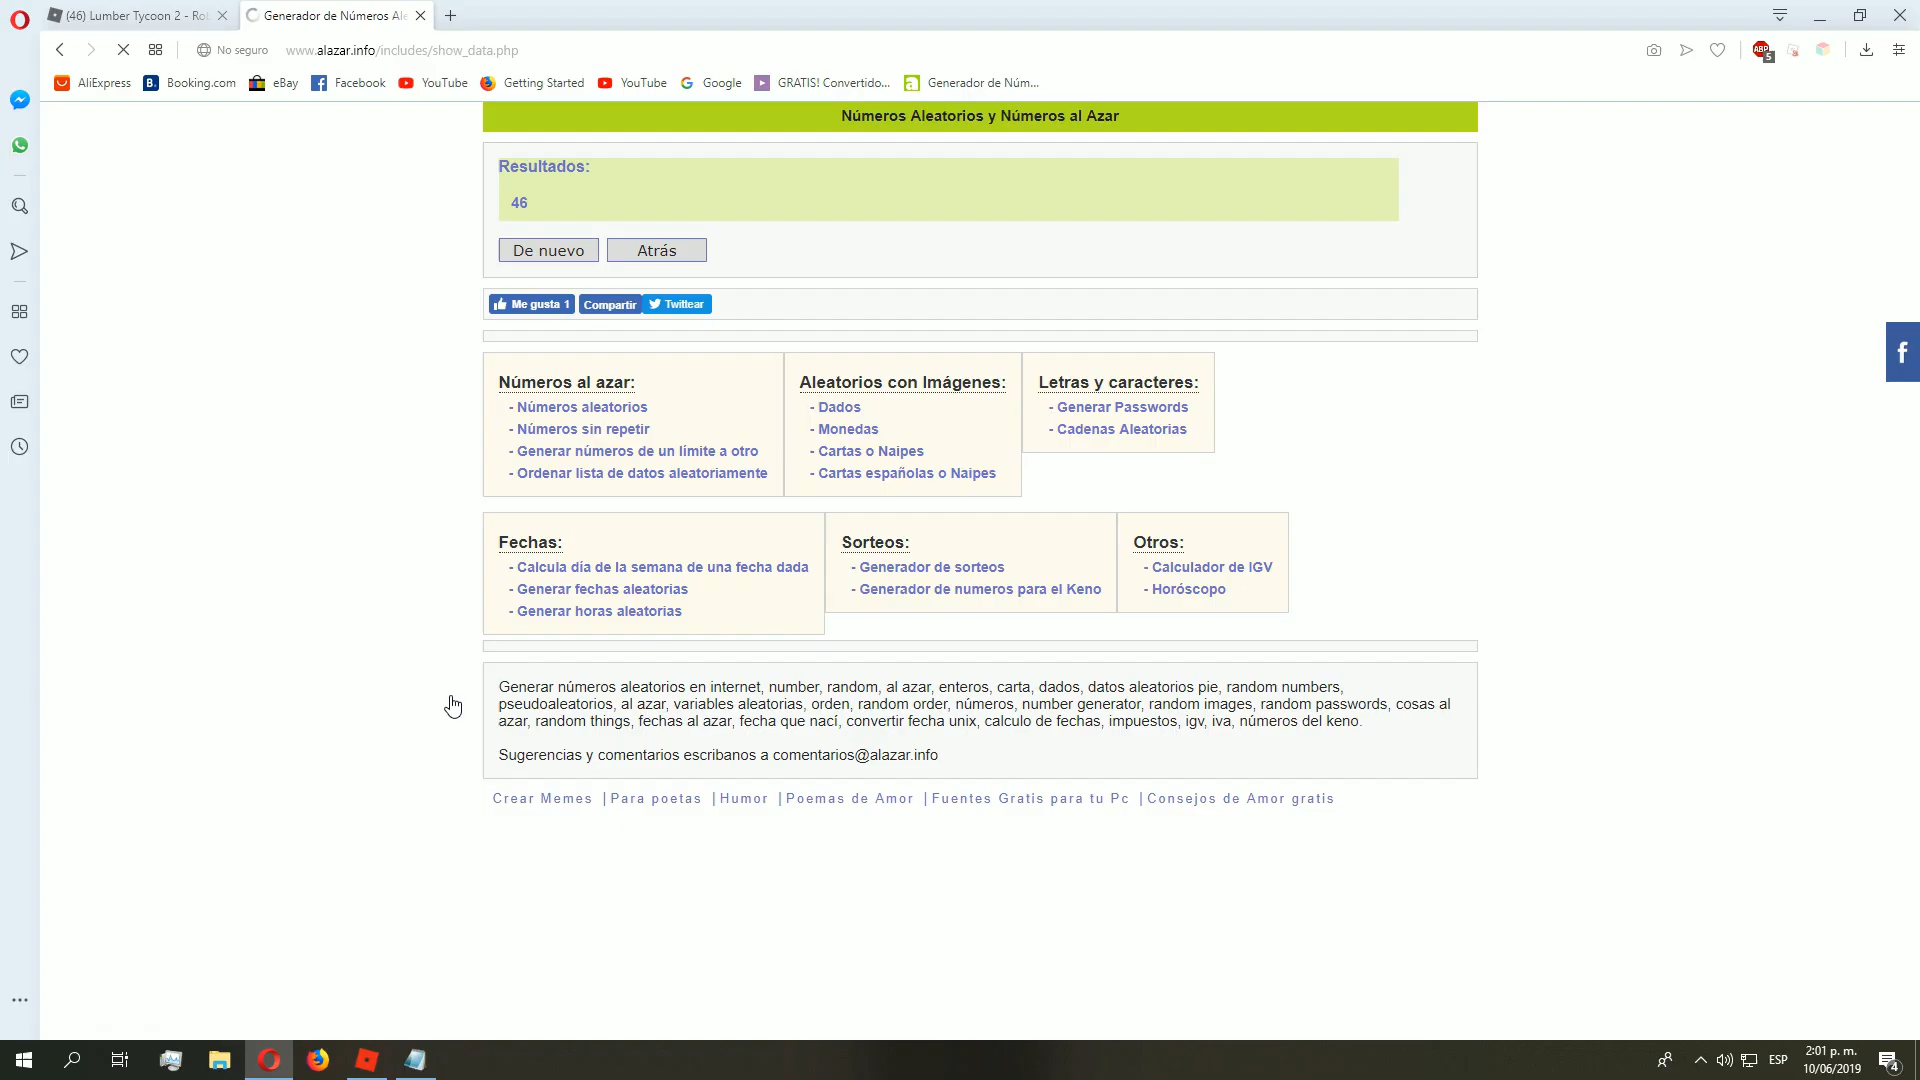 (46) Lumber Tycoon 2 - Ro
Generador de Números Ale
No seguro
www.alazar.info/includes/show_data.php
ABP
5
AliExpress
B.
Booking.com
eBay
Facebook
YouTube
Getting Started
YouTube
Google
GRATIS! Convertido...
Generador de Núm...
Números Aleatorios y Números al Azar
Resultados:
46
De nuevo
Atrás
Me gusta 1
Compartir
Twittear
Números al azar:
- Números aleatorios
- Números sin repetir
- Generar números de un límite a otro
- Ordenar lista de datos aleatoriamente
Aleatorios con Imágenes:
- Dados
- Monedas
- Cartas o Naipes
- Cartas españolas o Naipes
Letras y caracteres:
- Generar Passwords
- Cadenas Aleatorias
Fechas:
- Calcula día de la semana de una fecha dada
- Generar fechas aleatorias
- Generar horas aleatorias
Sorteos:
- Generador de sorteos
- Generador de numeros para el Keno
Otros:
- Calculador de IGV
- Horóscopo
Generar números aleatorios en internet, number, random, al azar, enteros, carta, dados, datos aleatorios pie, random numbers,
pseudoaleatorios, al azar, variables aleatorias, orden, random order, números, number generator, random images, random passwords, cosas al
azar, random things, fechas al azar, fecha que nací, convertir fecha unix, calculo de fechas, impuestos, igv, iva, números del keno.
Sugerencias y comentarios escribanos a comentarios@alazar.info
Crear Memes | Para poetas | Humor | Poemas de Amor | Fuentes Gratis para tu Pc | Consejos de Amor gratis
f
ESP
2:01 p. m.
10/06/2019
4